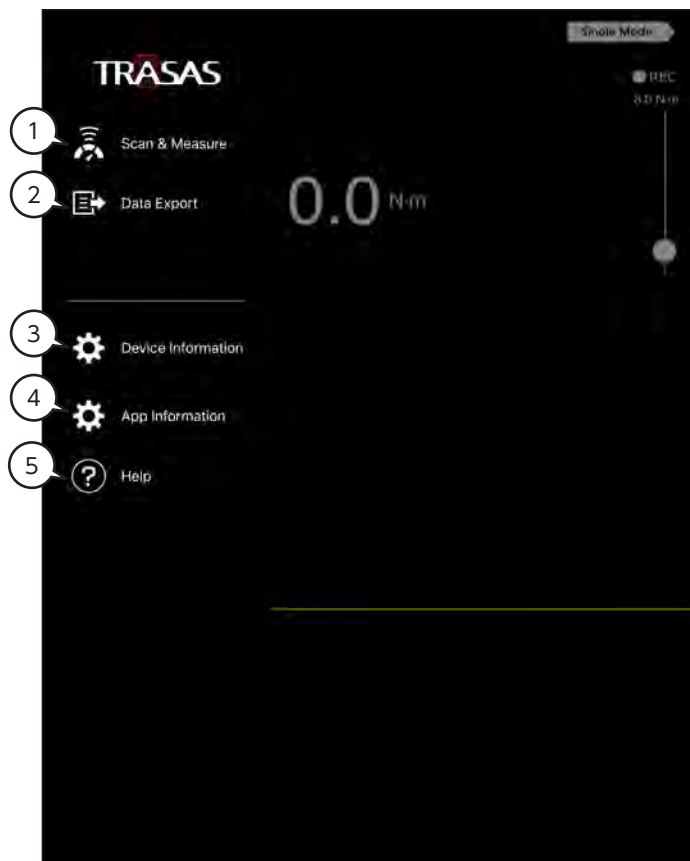 Single Mode
TRASAS
REC
8.0 N·m
1
Scan & Measure
2
Data Export
0.0 N·m
3
Device Information
4
App Information
5
Help